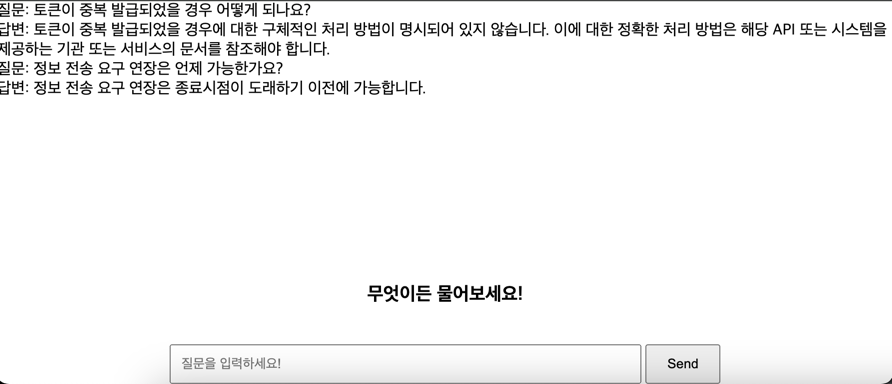 질문: 토큰이 중복 발급되었을 경우 어떻게 되나요?
답변: 토큰이 중복 발급되었을 경우에 대한 구체적인 처리 방법이 명시되어 있지 않습니다. 이에 대한 정확한 처리 방법은 해당 API 또는 시스템을
제공하는 기관 또는 서비스의 문서를 참조해야 합니다.
질문: 정보 전송 요구 연장은 언제 가능한가요?
답변: 정보 전송 요구 연장은 종료시점이 도래하기 이전에 가능합니다.
무엇이든 물어보세요!
질문을 입력하세요! Send